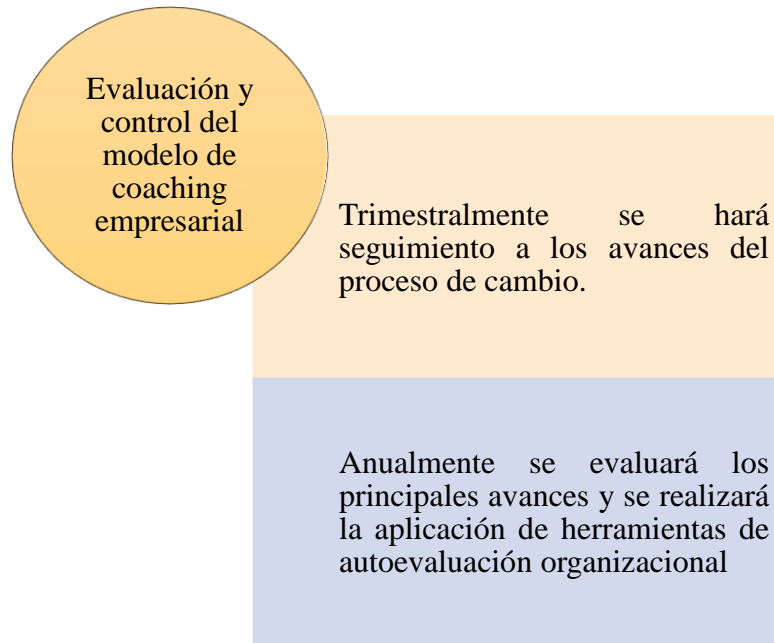 Evaluación y
control del
modelo de
coaching
empresarial
Trimestralmente se hará
seguimiento a los avances del
proceso de cambio.
Anualmente se evaluará los
principales avances y se realizará
la aplicación de herramientas de
autoevaluación organizacional